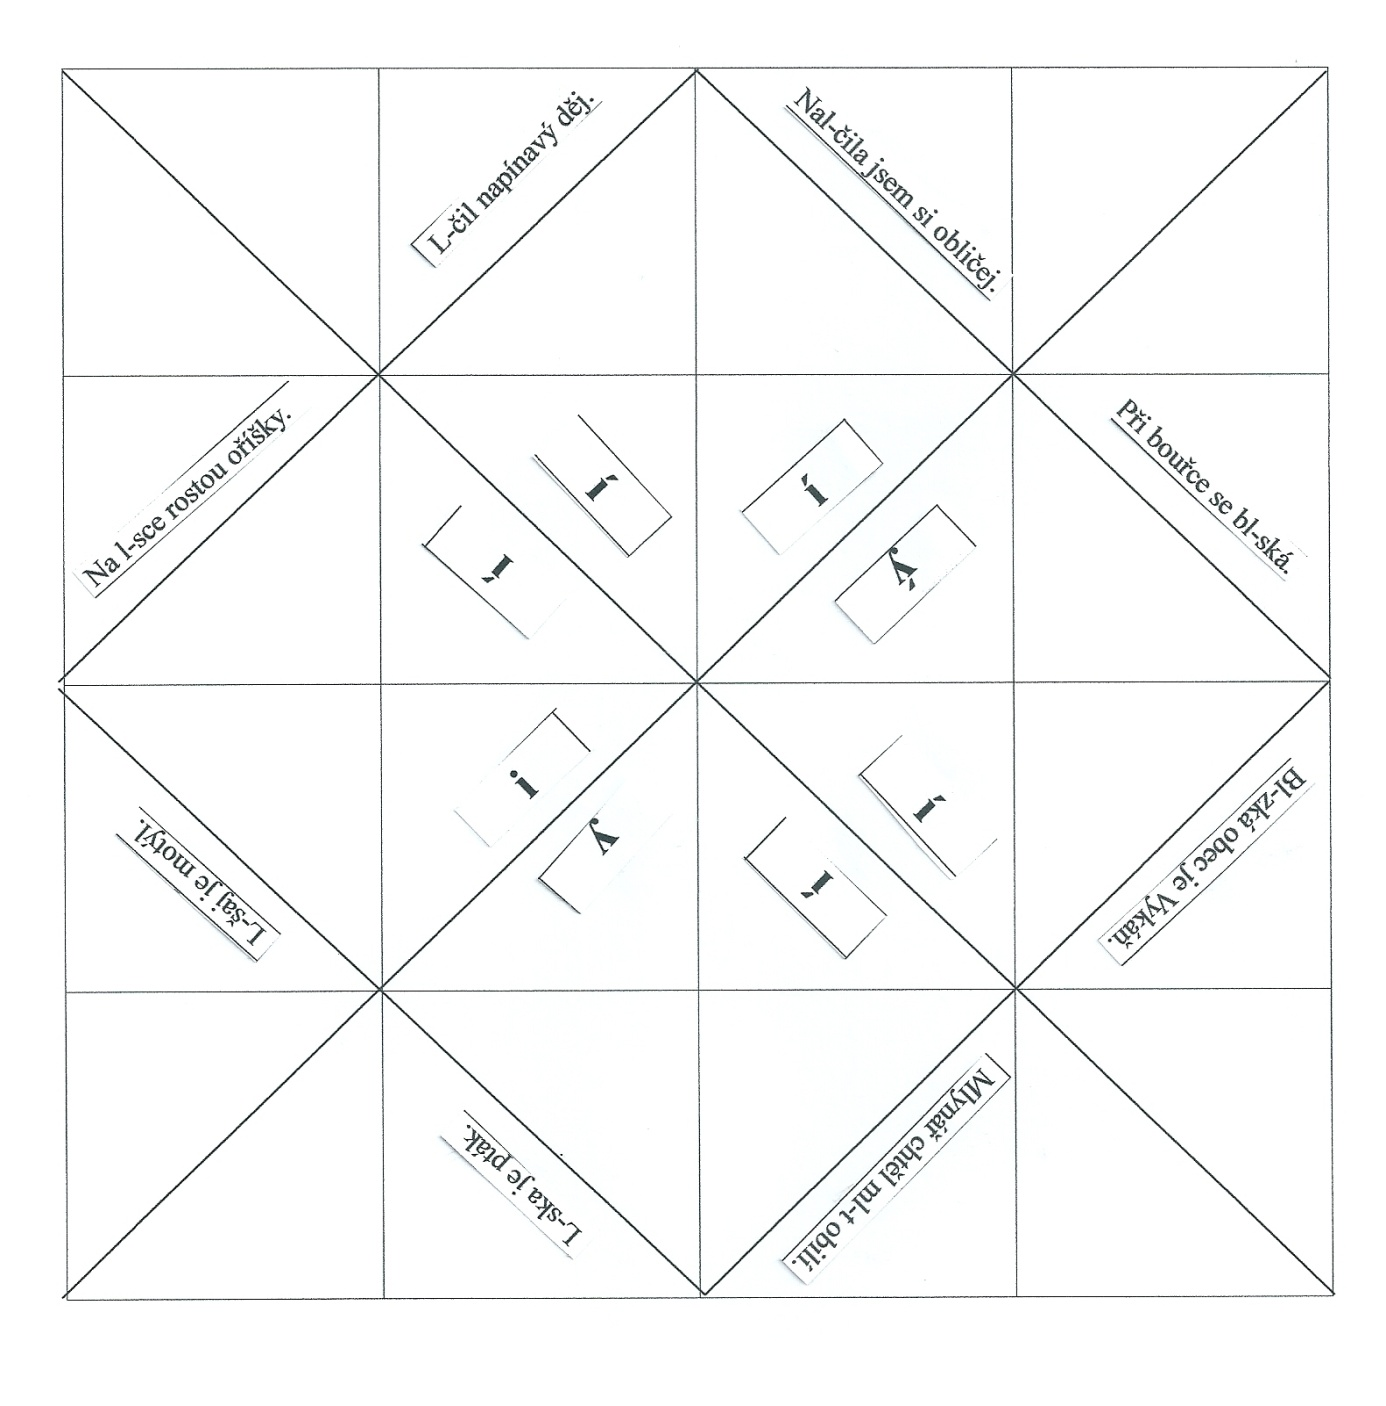 L-čil napínavý děj.
Nal-čila jsem si obličej.
Na l-sce rostou oříšky.
Při bouřce se bl-ská.
í
í
í
ý
i
ý
í
í
L-šaj je motýl.
Bl-zká obec je Vykáň.
L-ska je pták.
Mlynář chtěl ml-t obilí.